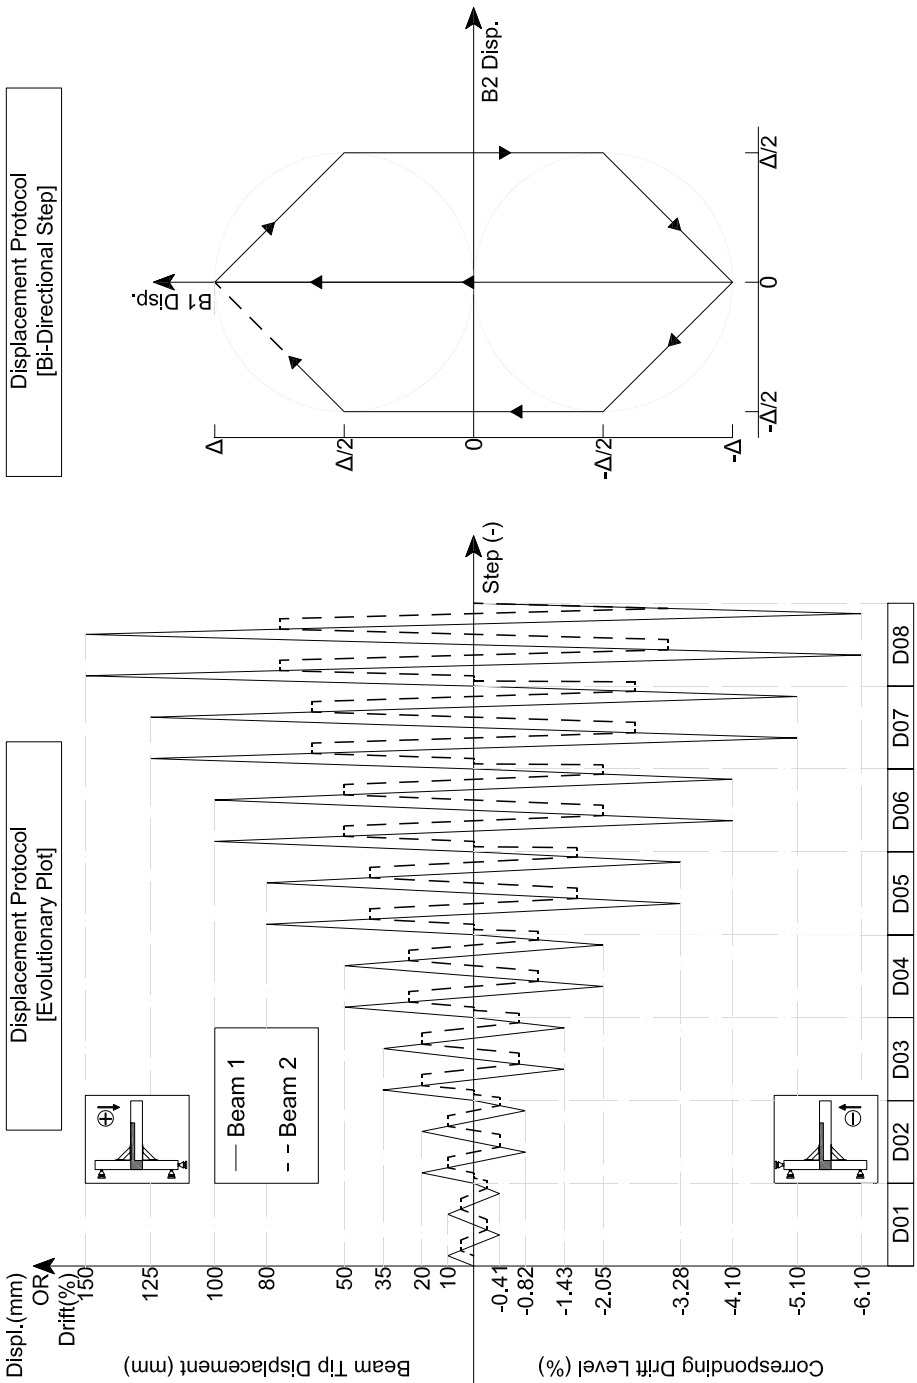 Displacement Protocol
[Evolutionary Plot]
Displ.(mm)
OR
Drift(%)
150
125
100
80
50
35
20
10
-0.41
-0.82
-1.43
-2.05
-3.28
-4.10
-5.10
-6.10
Beam Tip Displacement (mm)
Corresponding Drift Level (%)
+
−
Beam 1
Beam 2
Step (-)
D01
D02
D03
D04
D05
D06
D07
D08
Displacement Protocol
[Bi-Directional Step]
B1 Disp.
B2 Disp.
Δ
Δ/2
0
-Δ/2
-Δ
-Δ/2
0
Δ/2